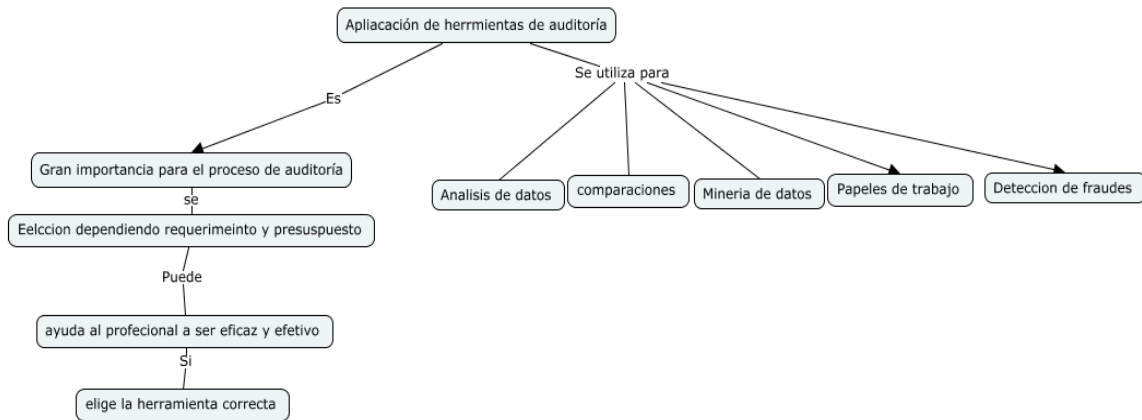 Apliacación de herrmientas de auditoría
Se utiliza para
Es
Gran importancia para el proceso de auditoría
se
Eelccion dependiendo requerimeinto y presuspuesto
Puede
ayuda al profecional a ser eficaz y efetivo
Si
elige la herramienta correcta
Analisis de datos
comparaciones
Mineria de datos
Papeles de trabajo
Deteccion de fraudes